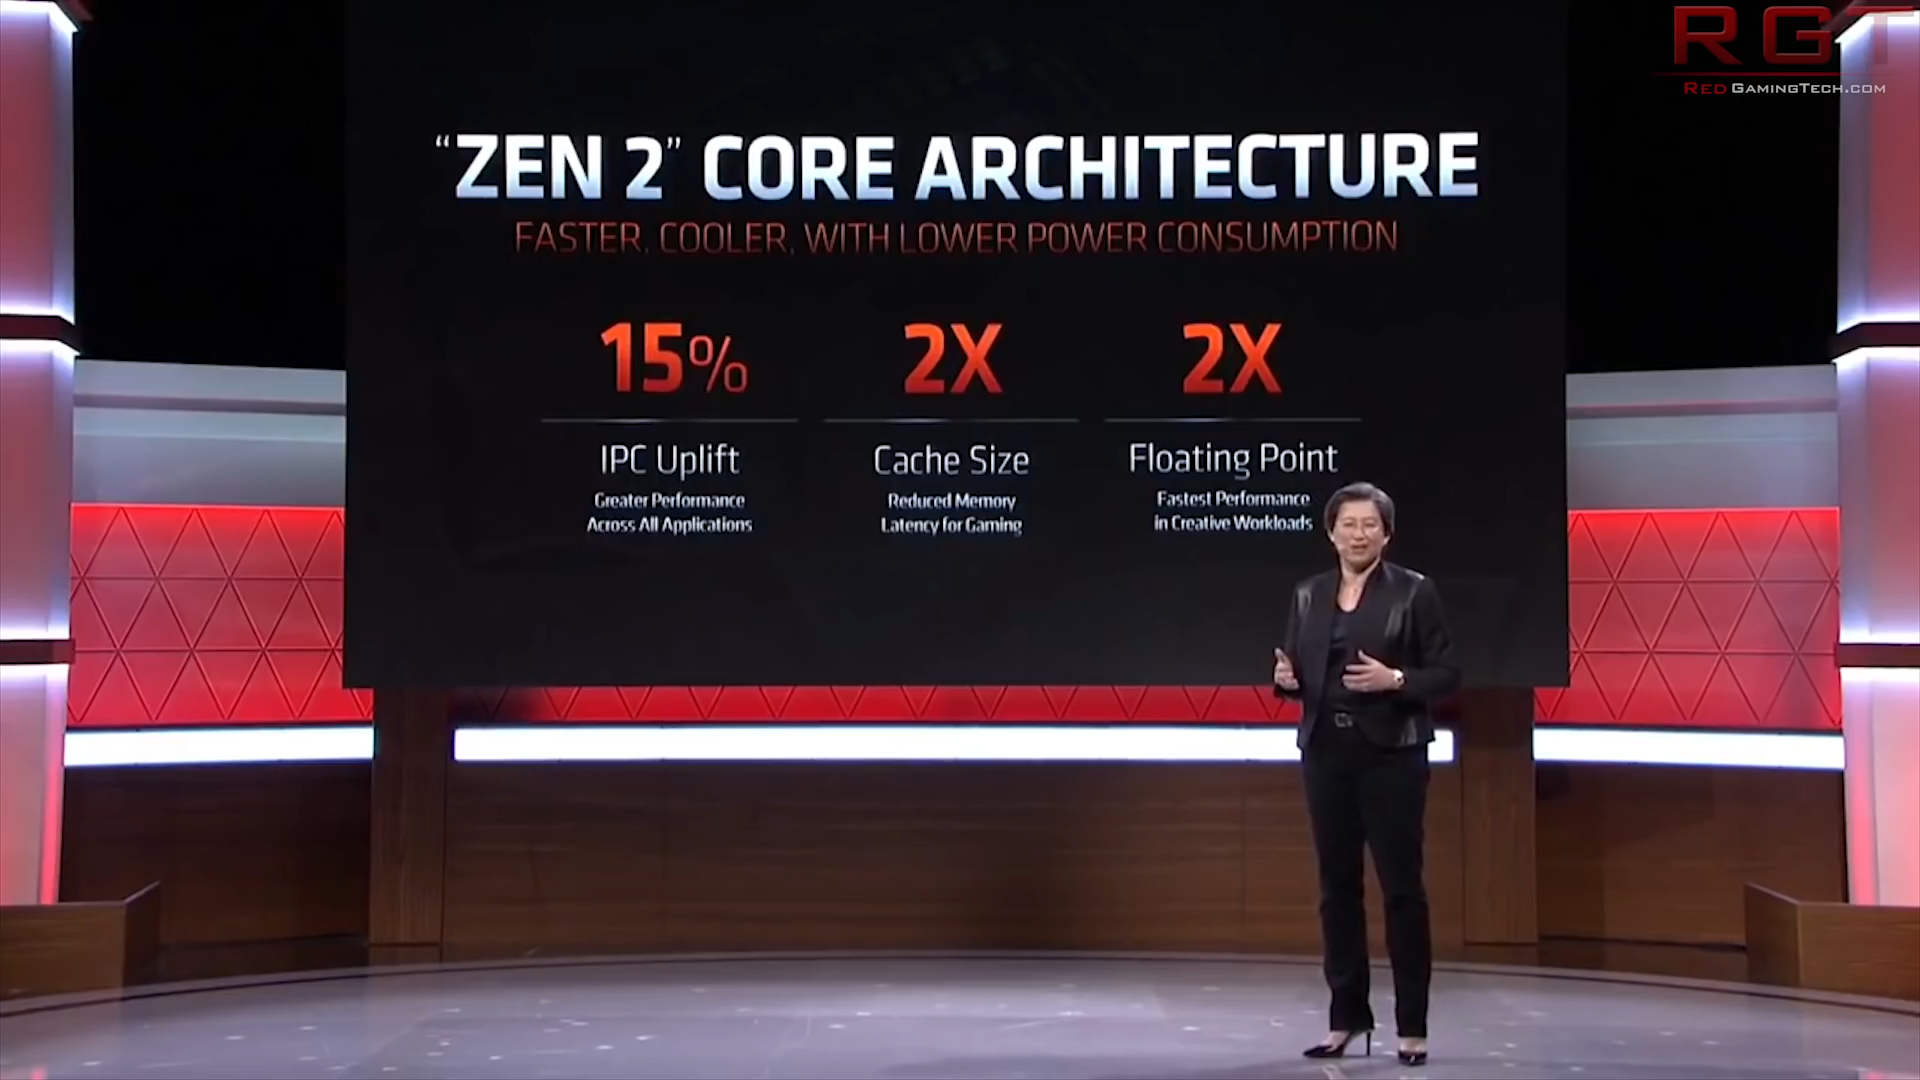 RGT
RED GAMINGTECH.COM
“ZEN 2” CORE ARCHITECTURE
FASTER, COOLER, WITH LOWER POWER CONSUMPTION
15%
IPC Uplift
Greater Performance
Across All Applications
2X
Cache Size
Reduced Memory
Latency for Gaming
2X
Floating Point
Fastest Performance
in Creative Workloads